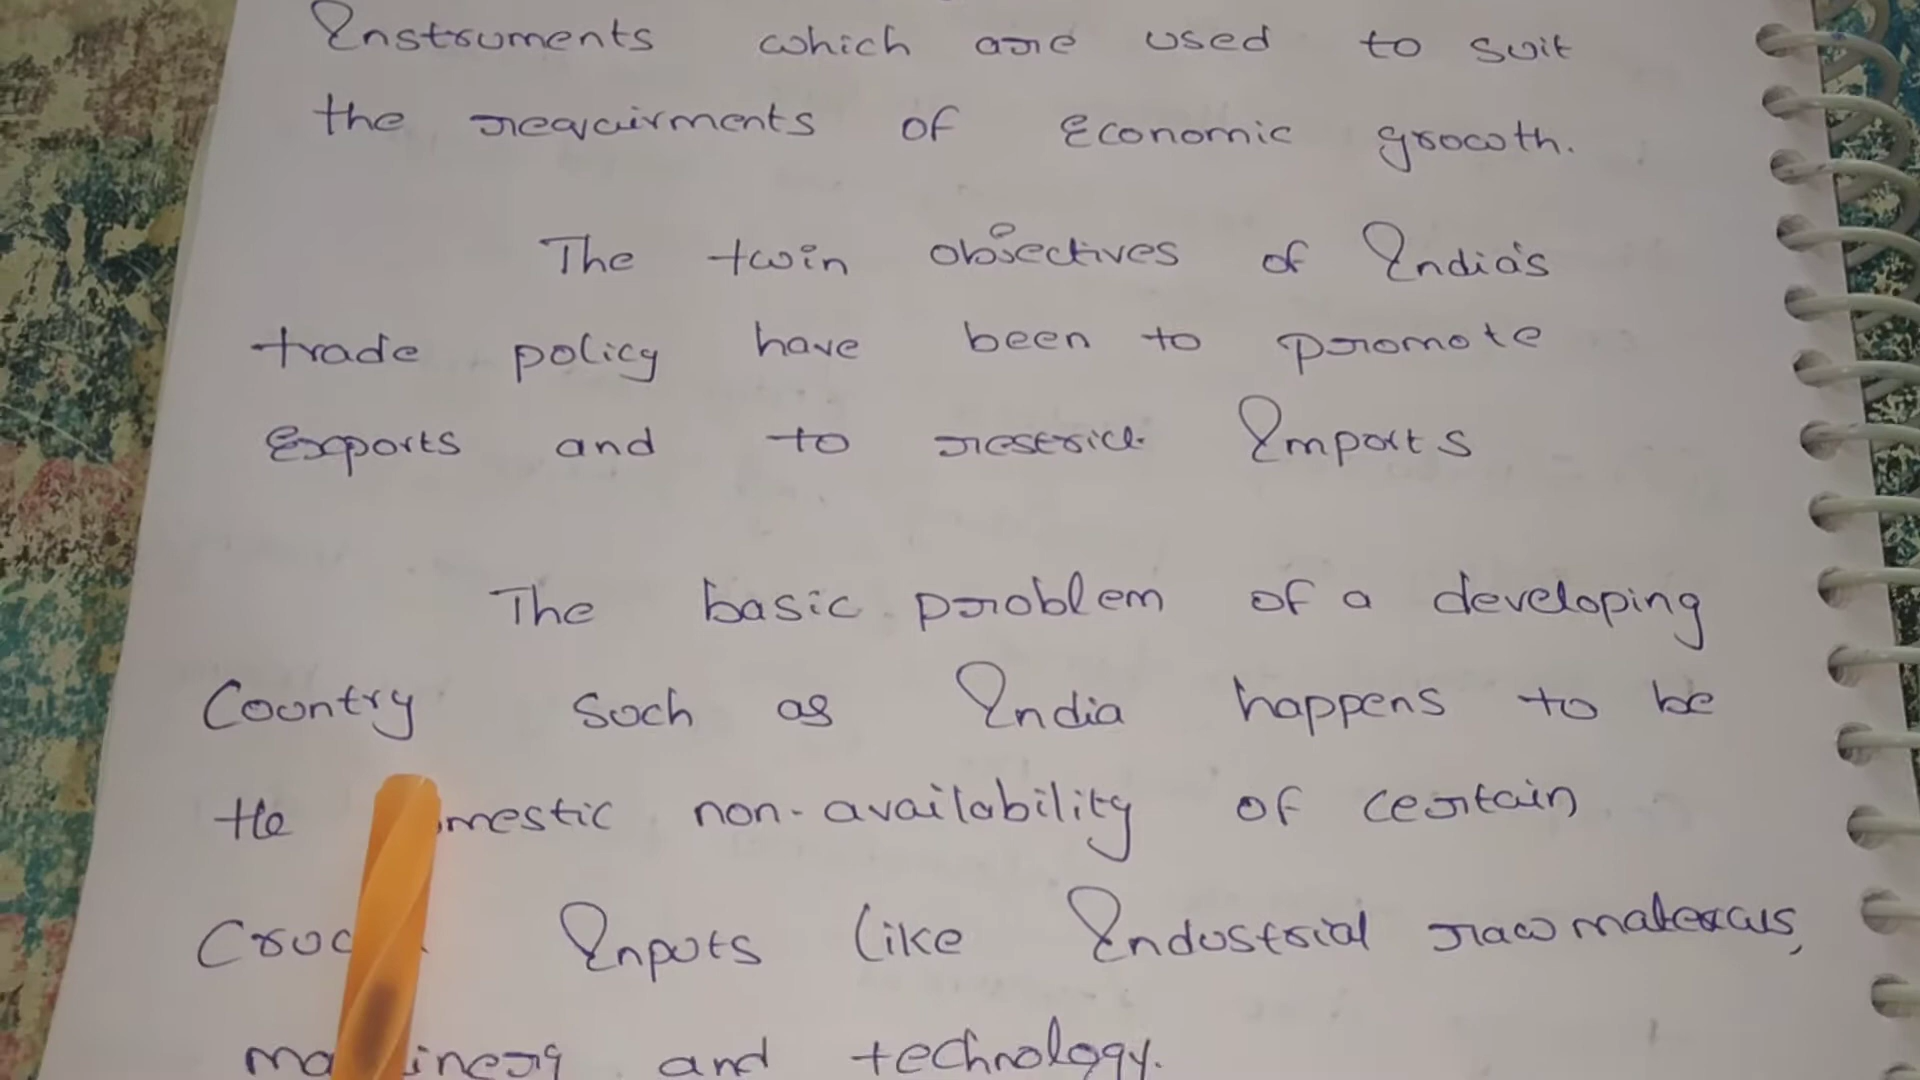 Instruments which are used to suit
the requirments of Economic growth.
The twin objectives of India's
trade policy have been to promote
Exports and to restrict Imports
The basic problem of a developing
Country such as India happens to be
the domestic non-availability of certain
Inputs like Industrial raw materials,
machinery and technology.